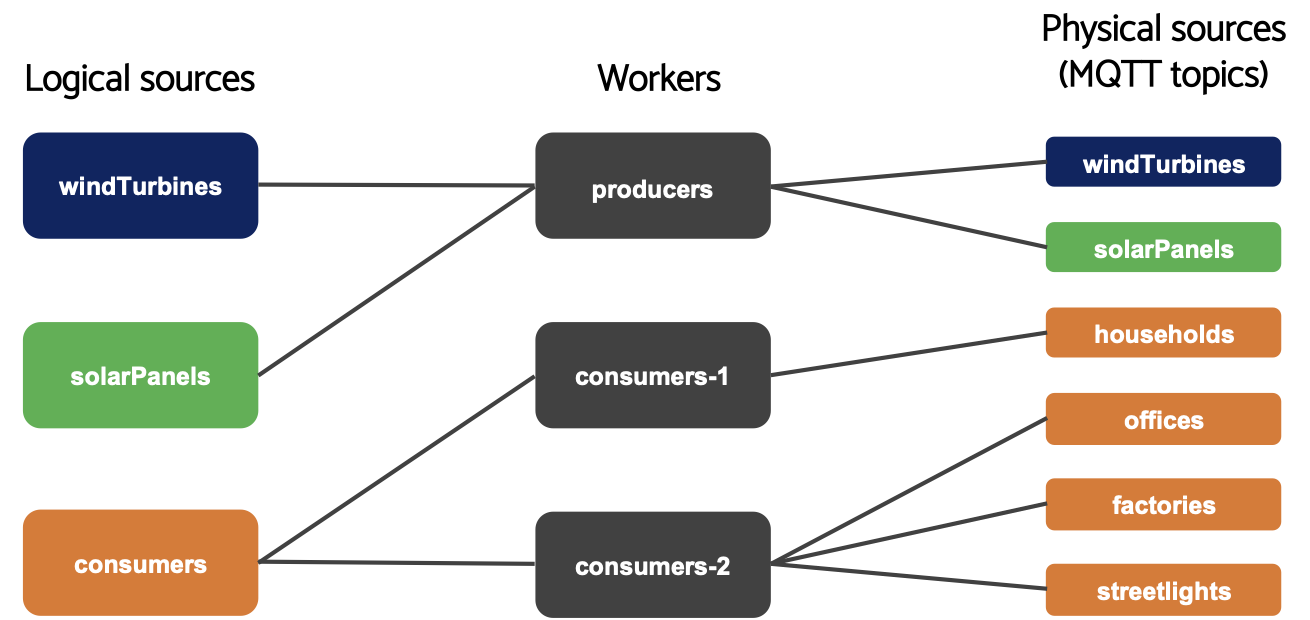 Logical sources
Workers
Physical sources
(MQTT topics)
windTurbines
producers
windTurbines
solarPanels
solarPanels
consumers-1
households
offices
consumers
consumers-2
factories
streetlights